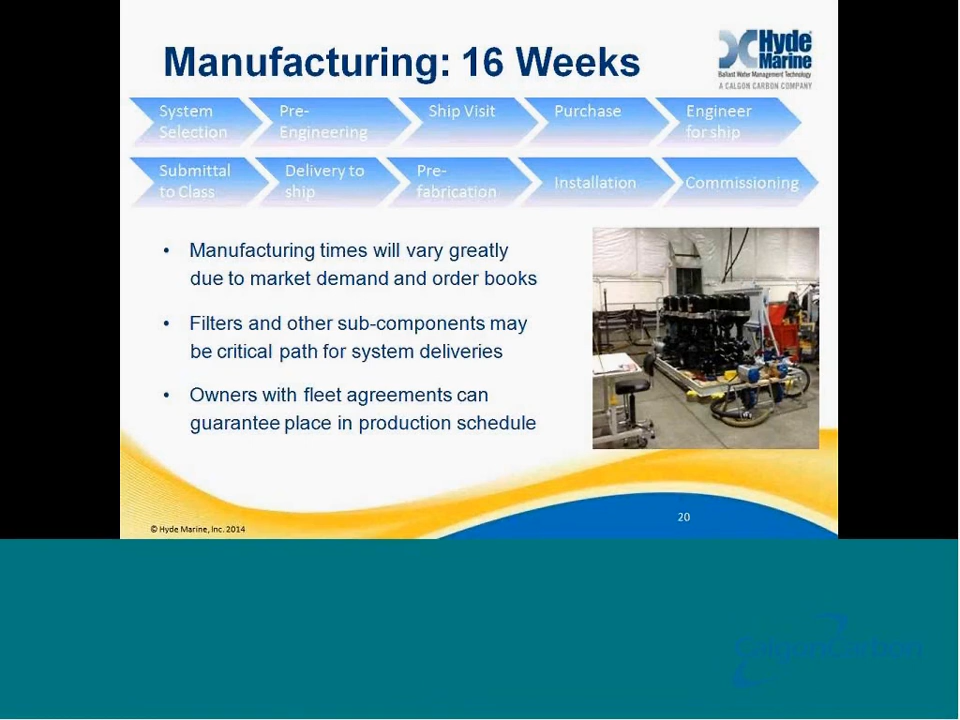 Manufacturing: 16 Weeks
Hyde
Marine
Ballast Water Management Technology
A CALGON CARBON COMPANY
System
Selection
Pre-
Engineering
Ship Visit
Purchase
Engineer
for ship
Submittal
to Class
Delivery to
ship
Pre-
fabrication
Installation
Commissioning
• Manufacturing times will vary greatly
due to market demand and order books
• Filters and other sub-components may
be critical path for system deliveries
• Owners with fleet agreements can
guarantee place in production schedule
© Hyde Marine, Inc. 2014
20
CalgonCarbon